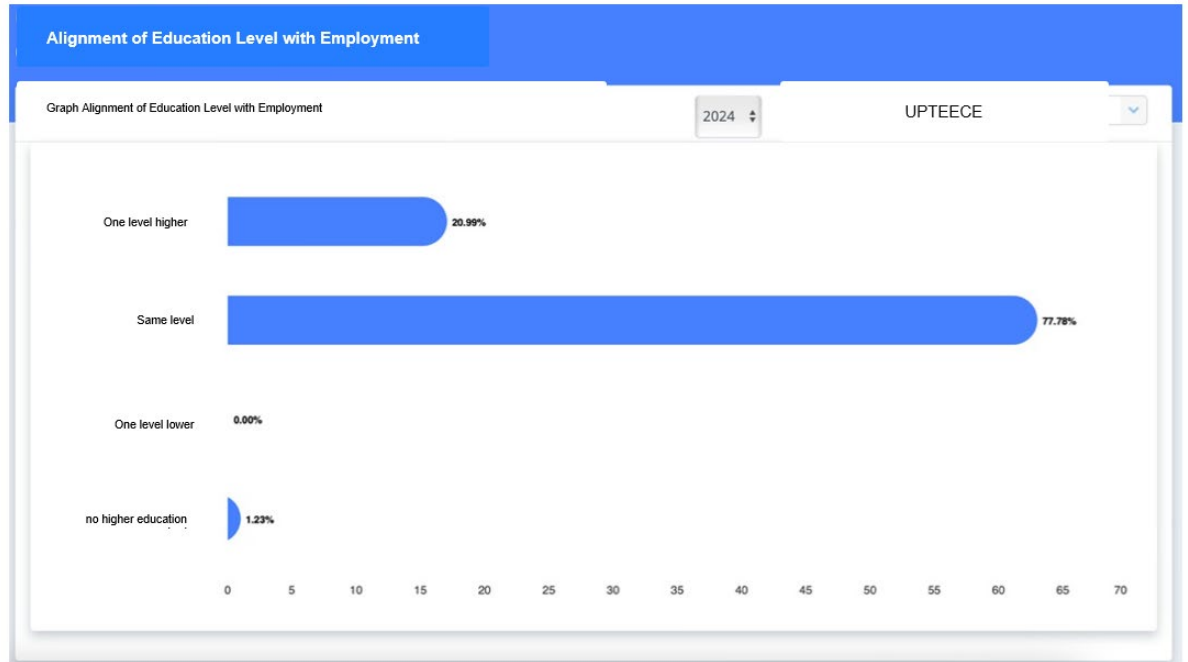 Alignment of Education Level with Employment
Graph Alignment of Education Level with Employment
2024
UPTEECE
One level higher
20.99%
Same level
77.78%
One level lower
0.00%
no higher education
1.23%
0 5 10 15 20 25 30 35 40 45 50 55 60 65 70